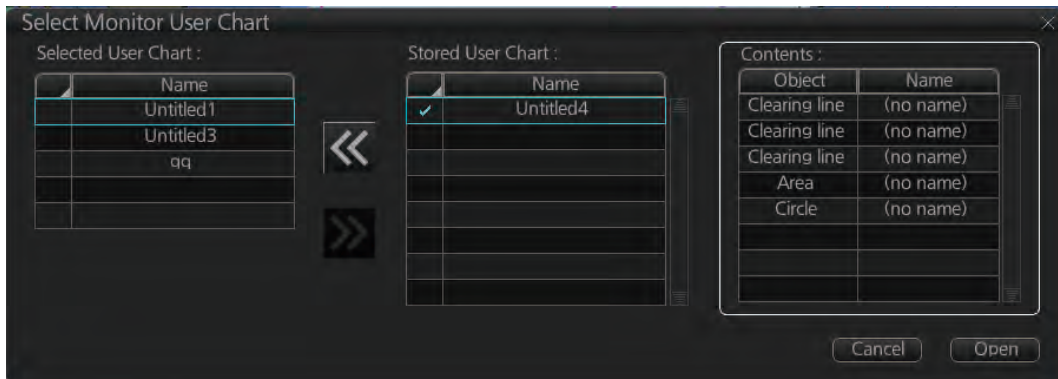 Select Monitor User Chart
Selected User Chart :
Name
Untitled1
Untitled3
qq
Stored User Chart :
Name
Untitled4
Contents :
Object Name
Clearing line (no name)
Clearing line (no name)
Clearing line (no name)
Area (no name)
Circle (no name)
Cancel Open